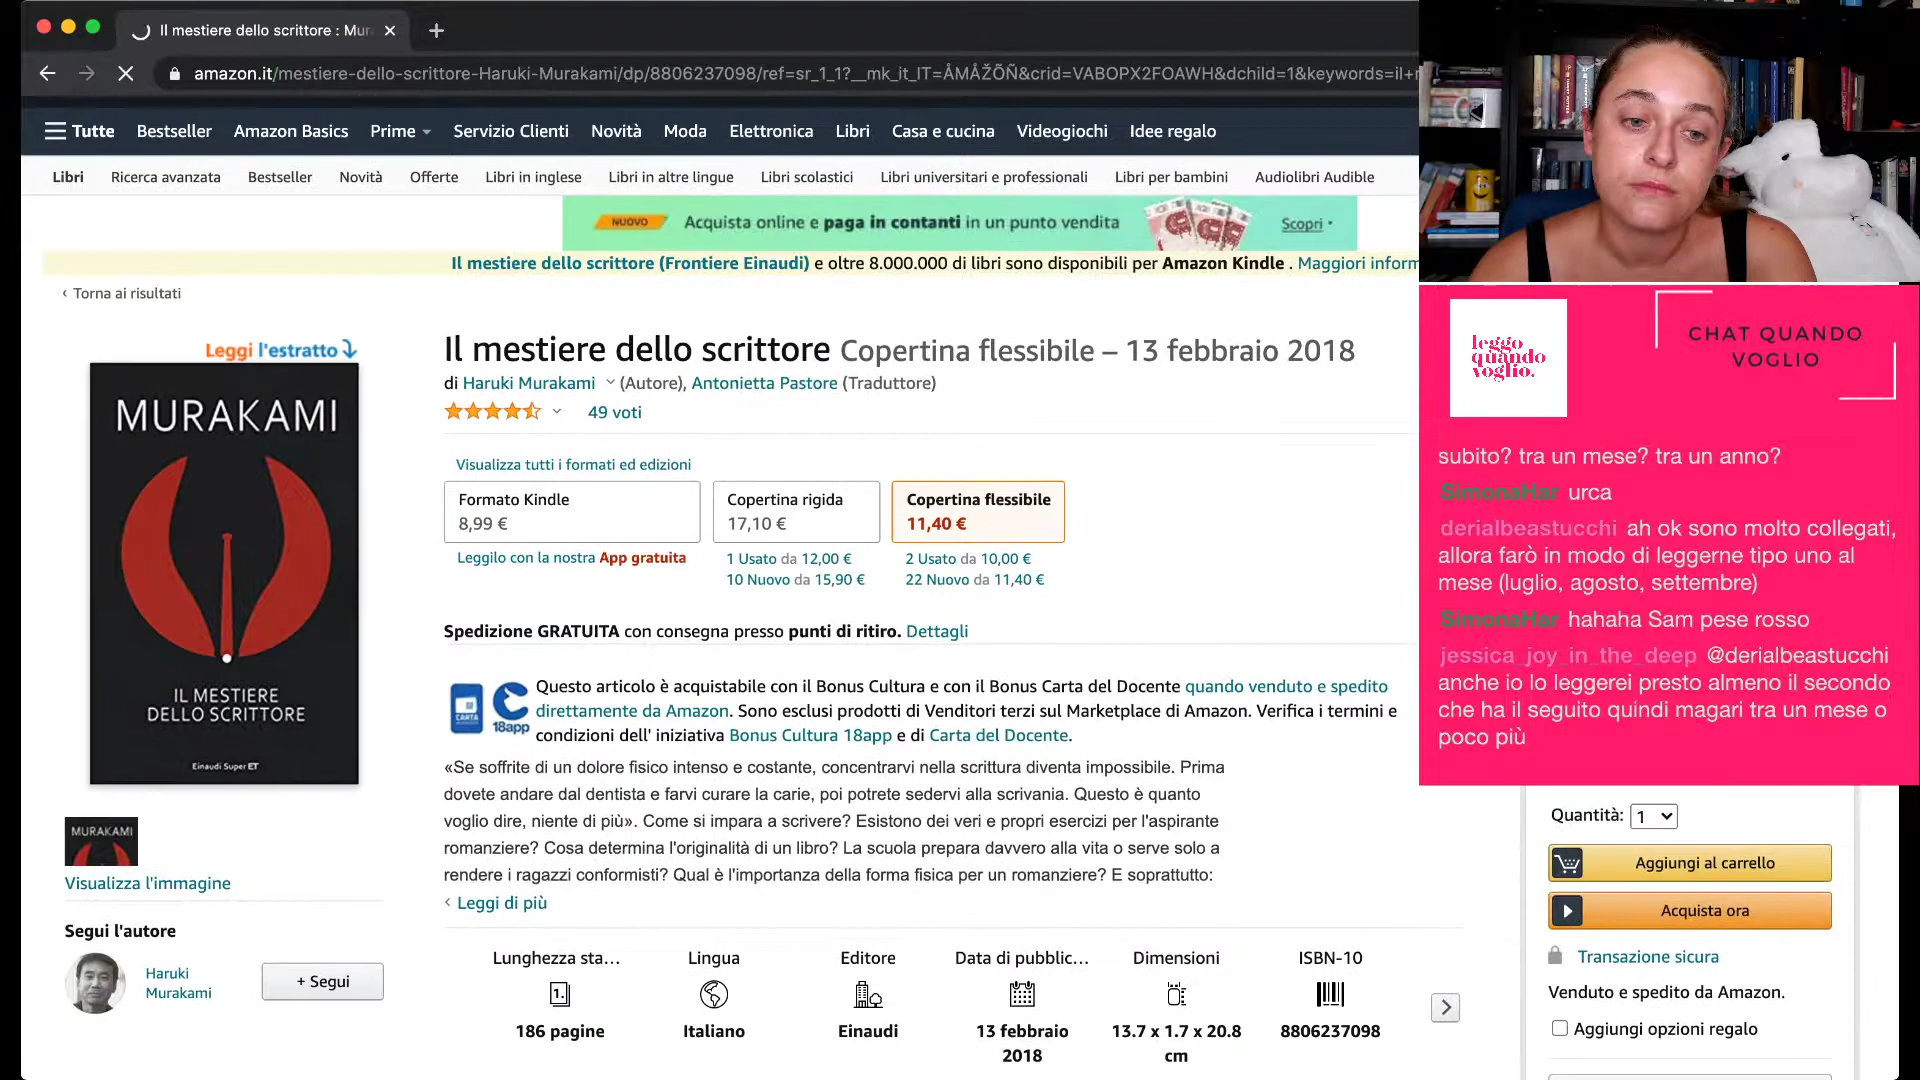 Il mestiere dello scrittore : Mur
amazon.it/mestiere-dello-scrittore-Haruki-Murakami/dp/8806237098/ref=sr_1_1?__mk_it_IT=ÅMÅŽÕÑ&crid=VABOPX2FOAWH&dchild=1&keywords=il+
Tutte Bestseller Amazon Basics Prime Servizio Clienti Novità Moda Elettronica Libri Casa e cucina Videogiochi Idee regalo
Libri Ricerca avanzata Bestseller Novità Offerte Libri in inglese Libri in altre lingue Libri scolastici Libri universitari e professionali Libri per bambini Audiolibri Audible
NUOVO Acquista online e paga in contanti in un punto vendita Scopri
Il mestiere dello scrittore (Frontiere Einaudi) e oltre 8.000.000 di libri sono disponibili per Amazon Kindle . Maggiori inform
‹ Torna ai risultati
Leggi l'estratto
MURAKAMI
IL MESTIERE
DELLO SCRITTORE
Einaudi Super ET
MURAKAMI
Visualizza l'immagine
Segui l'autore
Haruki
Murakami
+ Segui
Il mestiere dello scrittore Copertina flessibile – 13 febbraio 2018
di Haruki Murakami (Autore), Antonietta Pastore (Traduttore)
49 voti
Visualizza tutti i formati ed edizioni
Formato Kindle
8,99 €
Leggilo con la nostra App gratuita
Copertina rigida
17,10 €
1 Usato da 12,00 €
10 Nuovo da 15,90 €
Copertina flessibile
11,40 €
2 Usato da 10,00 €
22 Nuovo da 11,40 €
Spedizione GRATUITA con consegna presso punti di ritiro. Dettagli
CARTA
18app
Questo articolo è acquistabile con il Bonus Cultura e con il Bonus Carta del Docente quando venduto e spedito
direttamente da Amazon. Sono esclusi prodotti di Venditori terzi sul Marketplace di Amazon. Verifica i termini e
condizioni dell' iniziativa Bonus Cultura 18app e di Carta del Docente.
«Se soffrite di un dolore fisico intenso e costante, concentrarvi nella scrittura diventa impossibile. Prima
dovete andare dal dentista e farvi curare la carie, poi potrete sedervi alla scrivania. Questo è quanto
voglio dire, niente di più». Come si impara a scrivere? Esistono dei veri e propri esercizi per l'aspirante
romanziere? Cosa determina l'originalità di un libro? La scuola prepara davvero alla vita o serve solo a
rendere i ragazzi conformisti? Qual è l'importanza della forma fisica per un romanziere? E soprattutto:
‹ Leggi di più
Lunghezza sta… Lingua Editore Data di pubblic… Dimensioni ISBN-10
186 pagine Italiano Einaudi 13 febbraio 13.7 x 1.7 x 20.8 8806237098
2018 cm
leggo
quando
voglio.
CHAT QUANDO
VOGLIO
subito? tra un mese? tra un anno?
SimonaHar urca
derialbeastucchi ah ok sono molto collegati,
allora farò in modo di leggerne tipo uno al
mese (luglio, agosto, settembre)
SimonaHar hahaha Sam pese rosso
jessica_joy_in_the_deep @derialbeastucchi
anche io lo leggerei presto almeno il secondo
che ha il seguito quindi magari tra un mese o
poco più
Quantità: 1
Aggiungi al carrello
Acquista ora
Transazione sicura
Venduto e spedito da Amazon.
Aggiungi opzioni regalo